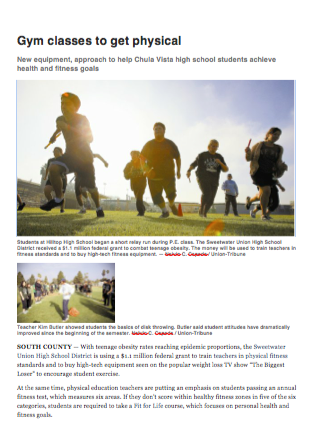 Gym classes to get physical
New equipment, approach to help Chula Vista high school students achieve
health and fitness goals
Students at Hilltop High School began a short relay run during P.E. class. The Sweetwater Union High School
District received a $1.1 million federal grant to combat teenage obesity. The money will be used to train teachers in
fitness standards and to buy high-tech fitness equipment. — C. / Union-Tribune
Teacher Kim Butler showed students the basics of disk throwing. Butler said student attitudes have dramatically
improved since the beginning of the semester. C. / Union-Tribune
SOUTH COUNTY — With teenage obesity rates reaching epidemic proportions, the Sweetwater
Union High School District is using a $1.1 million federal grant to train teachers in physical fitness
standards and to buy high-tech equipment seen on the popular weight loss TV show "The Biggest
Loser" to encourage student exercise.
At the same time, physical education teachers are putting an emphasis on students passing an annual
fitness test, which measures six areas. If they don't score within healthy fitness zones in five of the six
categories, students are required to take a Fit for Life course, which focuses on personal health and
fitness goals.